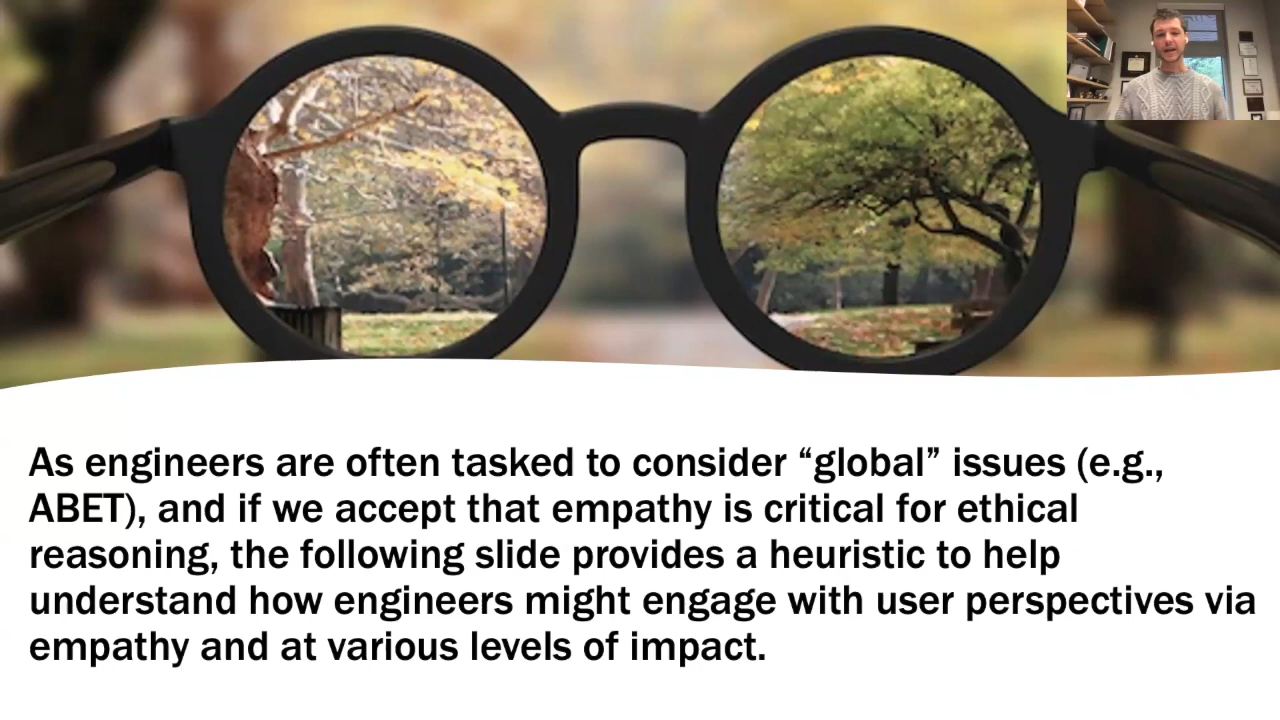 As engineers are often tasked to consider “global” issues (e.g.,
ABET), and if we accept that empathy is critical for ethical
reasoning, the following slide provides a heuristic to help
understand how engineers might engage with user perspectives via
empathy and at various levels of impact.